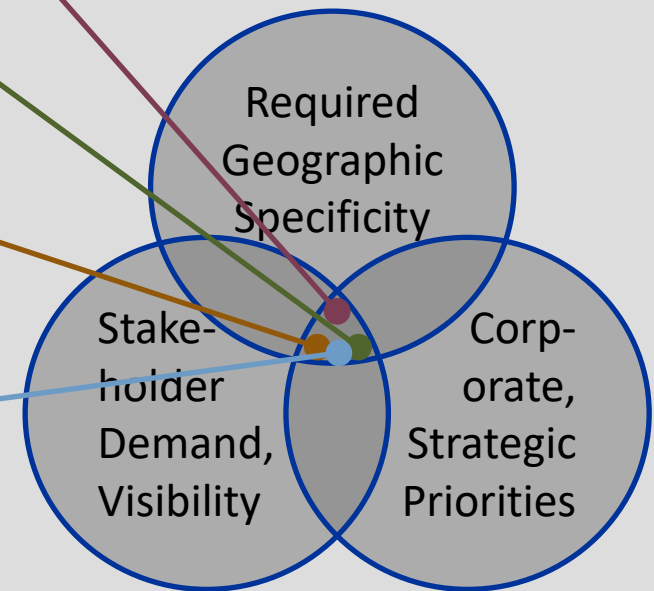 Required
Geographic
Specificity
Stake-
holder
Demand,
Visibility
Corp-
orate,
Strategic
Priorities